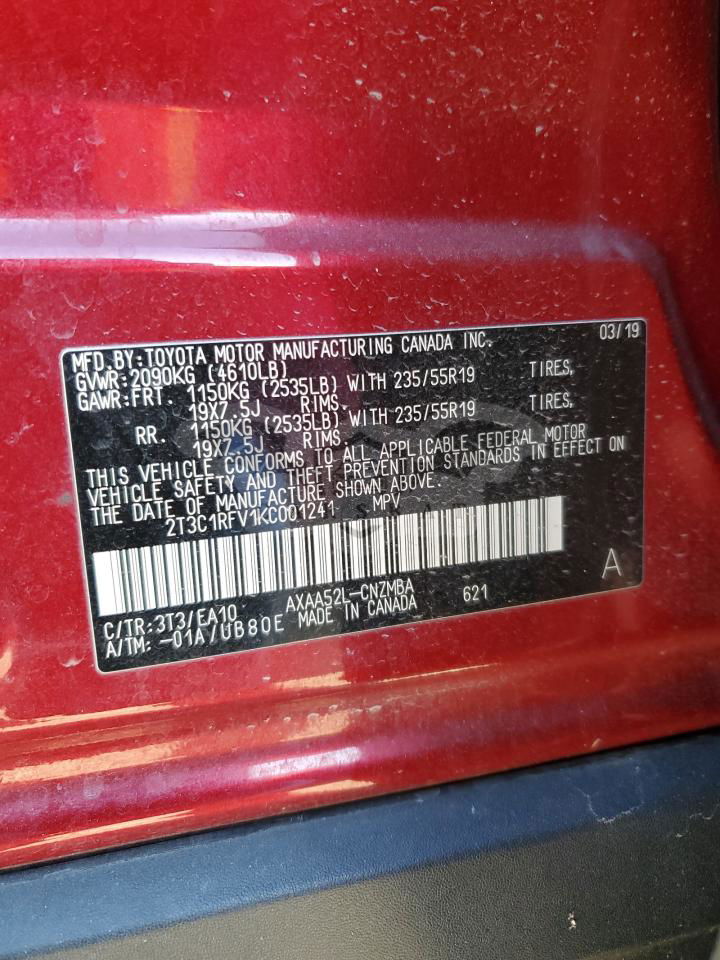 MFD.BY:TOYOTA MOTOR MANUFACTURING CANADA INC. 03/19
GVWR:2090KG (4610LB)
GAWR:FRT. 1150KG (2535LB) WITH 235/55R19 TIRES,
19X7.5J RIMS.
RR. 1150KG (2535LB) WITH 235/55R19 TIRES,
19X7.5J RIMS.
THIS VEHICLE CONFORMS TO ALL APPLICABLE FEDERAL MOTOR
VEHICLE SAFETY AND THEFT PREVENTION STANDARDS IN EFFECT ON
THE DATE OF MANUFACTURE SHOWN ABOVE.
2T3C1RFV1KC001241 MPV
C/TR:3T3/EA10 AXAA52L-CNZMBA 621 A
A/TM: -01A/UB80E MADE IN CANADA